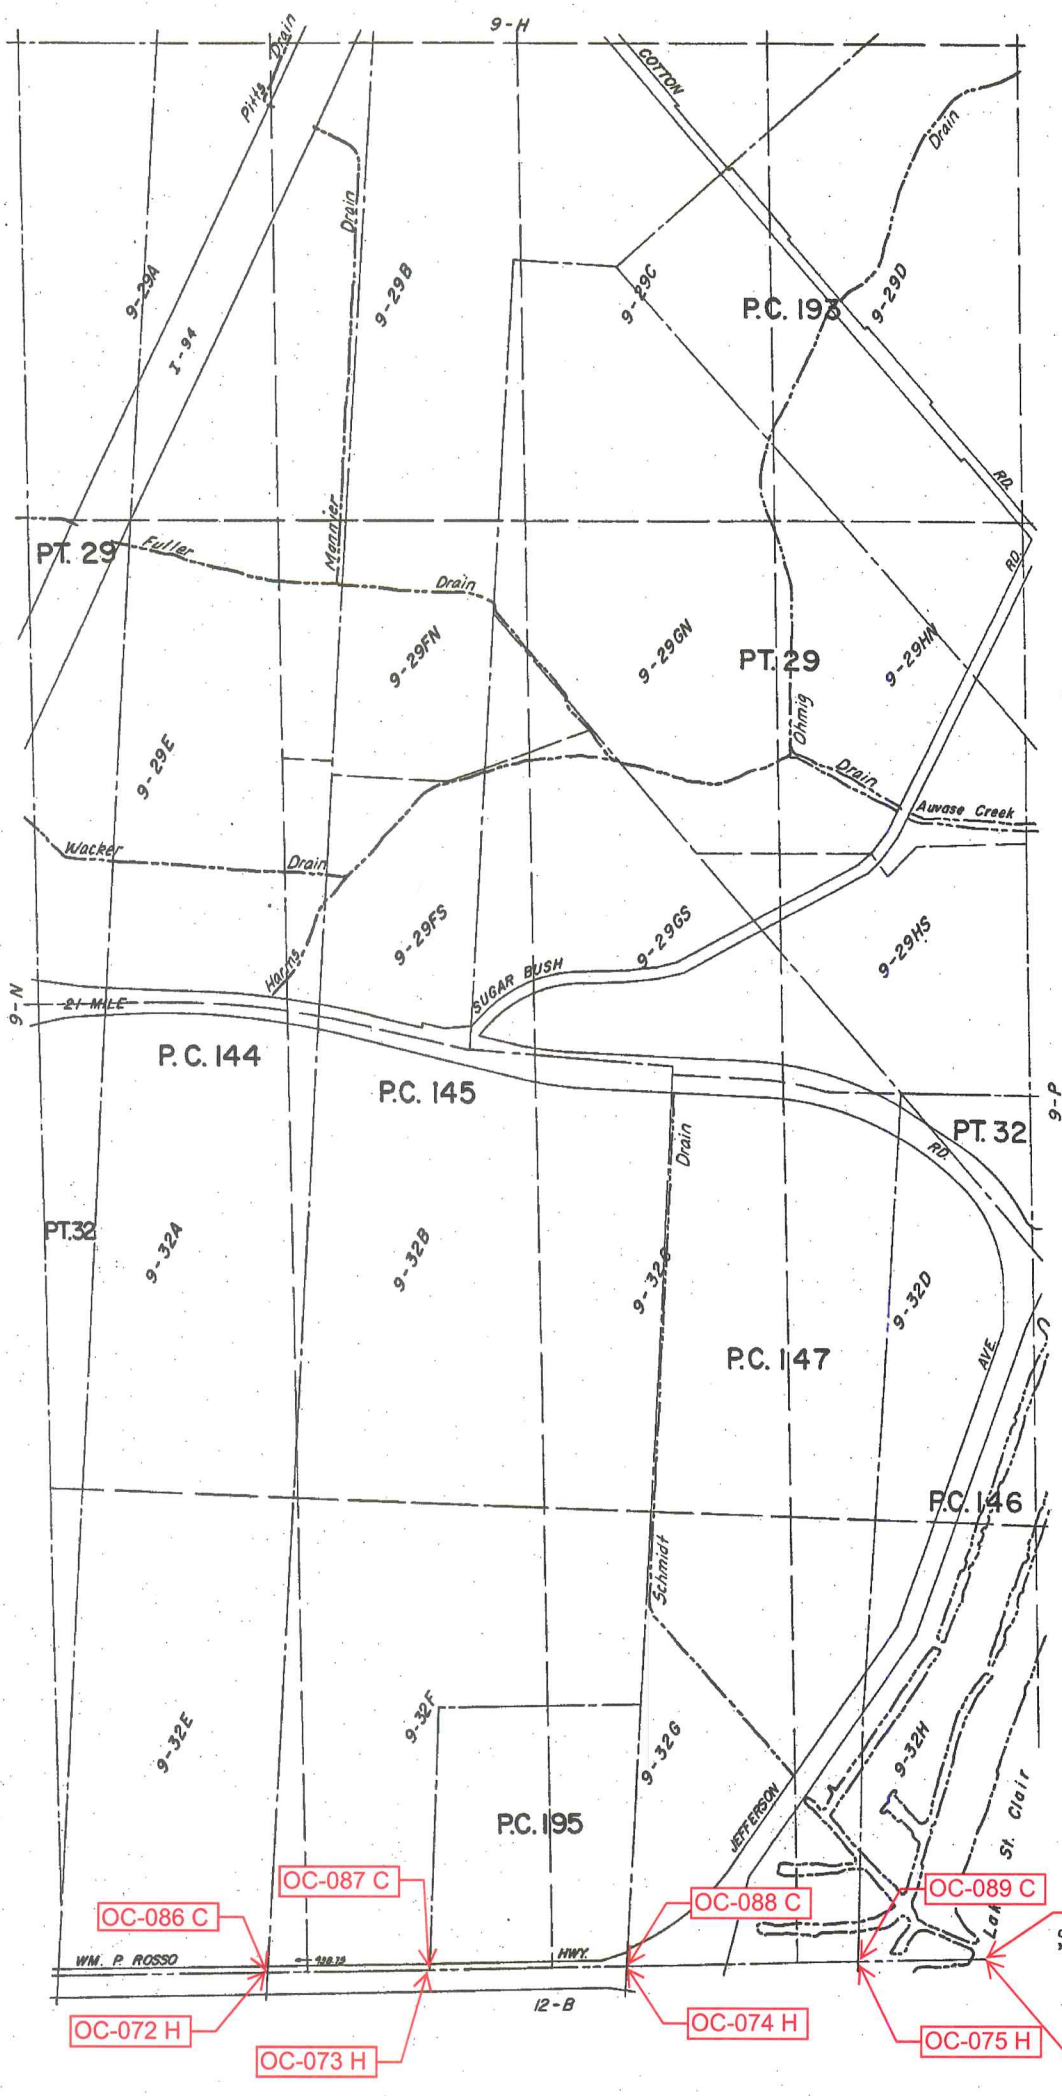 9-H
Pitts Drain
COTTON
Drain
Drain
9-29A
9-29B
9-29C
P.C. 193
9-29D
I-94
RD.
Mannier
PT. 29
Fuller
Drain
RD.
9-29FN
9-29GN
PT. 29
9-29HN
Ohmig
9-29E
Drain
Auvase Creek
Wacker
Drain
9-29FS
9-29GS
9-29HS
Harms
SUGAR BUSH
9-N
21-MILE
P.C. 144
P.C. 145
9-P
PT. 32
Drain
RD.
PT.32
9-32A
9-32B
9-32C
9-32D
P.C. 147
AVE.
P.C. 146
Schmidt
9-32E
9-32F
9-32G
9-32H
P.C. 195
JEFFERSON
St. Clair
OC-087 C
OC-088 C
OC-089 C
OC-086 C
Lak
WM. P. ROSSO
HWY.
12-B
OC-072 H
OC-073 H
OC-074 H
OC-075 H